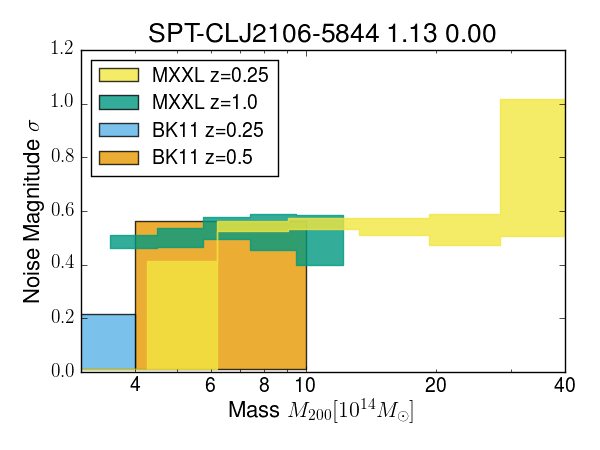 SPT-CLJ2106-5844 1.13 0.00
1.2
1.0
0.8
0.6
0.4
0.2
0.0
Noise Magnitude σ
MXXL z=0.25
MXXL z=1.0
BK11 z=0.25
BK11 z=0.5
4 6 8 10 20 40
Mass M₂₀₀[10¹⁴M☉]